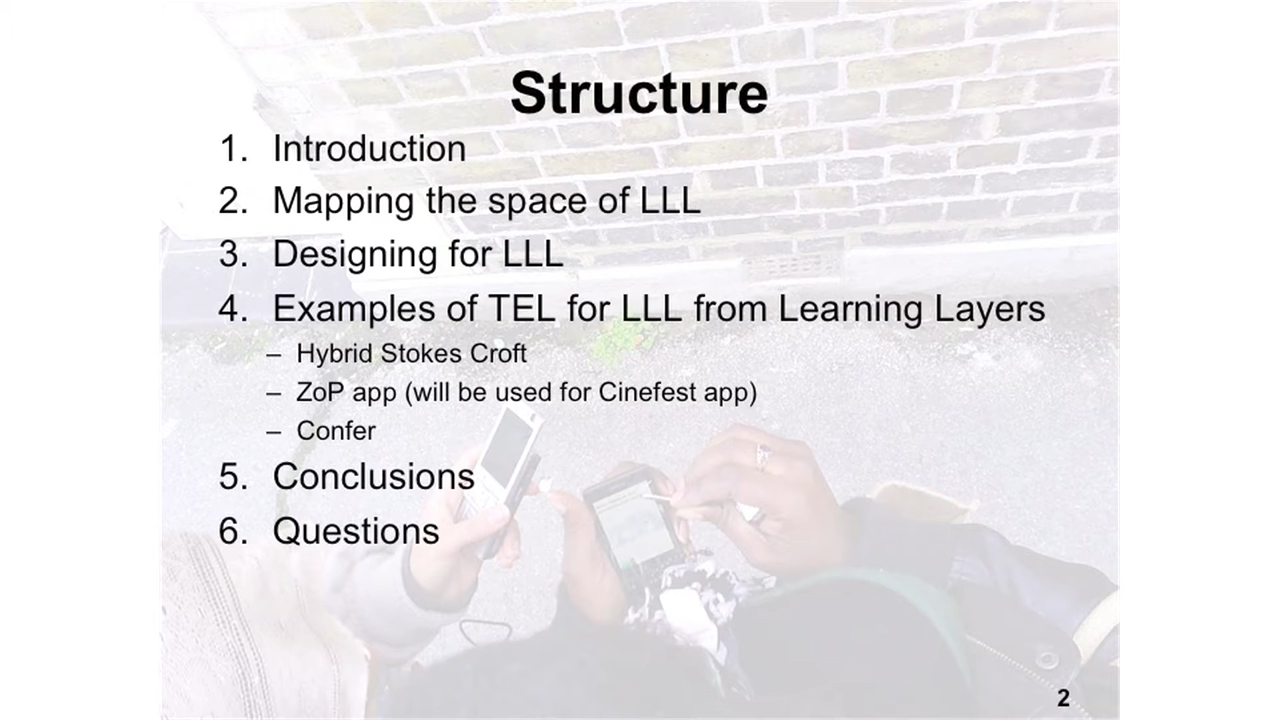 Structure
1. Introduction
2. Mapping the space of LLL
3. Designing for LLL
4. Examples of TEL for LLL from Learning Layers
– Hybrid Stokes Croft
– ZoP app (will be used for Cinefest app)
– Confer
5. Conclusions
6. Questions
2